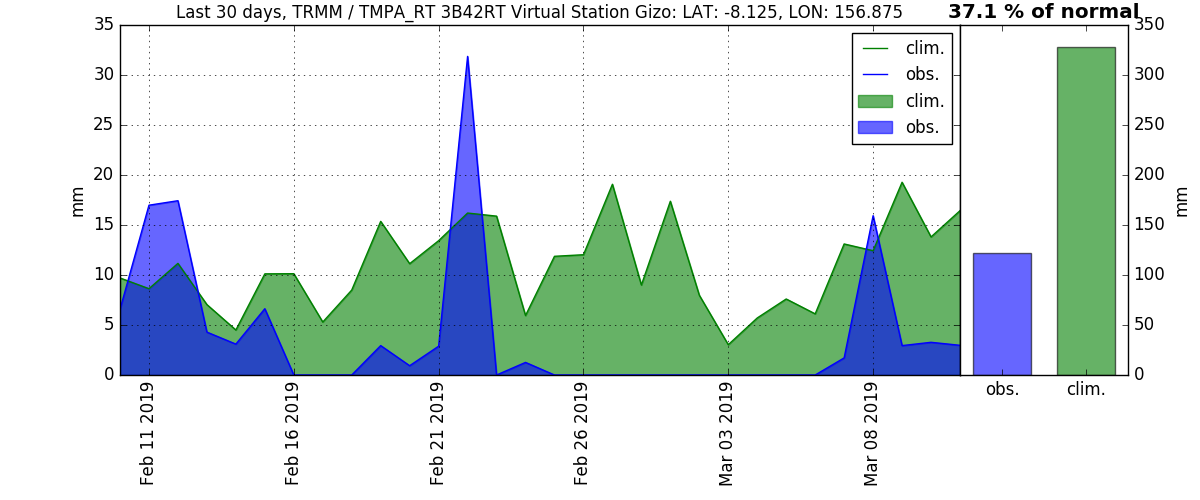 Last 30 days, TRMM / TMPA_RT 3B42RT Virtual Station Gizo: LAT: -8.125, LON: 156.875
37.1 % of normal
35
30
25
20
15
10
5
0
mm
clim.
obs.
clim.
obs.
350
300
250
200
150
100
50
0
mm
obs.
clim.
Feb 11 2019
Feb 16 2019
Feb 21 2019
Feb 26 2019
Mar 03 2019
Mar 08 2019